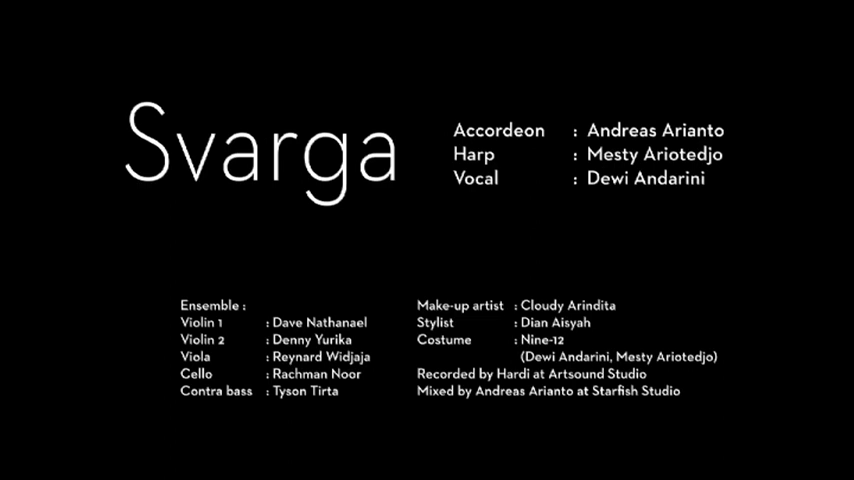 Svarga
Accordeon : Andreas Arianto
Harp : Mesty Ariotedjo
Vocal : Dewi Andarini
Ensemble :
Violin 1 : Dave Nathanael
Violin 2 : Denny Yurika
Viola : Reynard Widjaja
Cello : Rachman Noor
Contra bass : Tyson Tirta
Make-up artist : Cloudy Arindita
Stylist : Dian Aisyah
Costume : Nine-12
(Dewi Andarini, Mesty Ariotedjo)
Recorded by Hardi at Artsound Studio
Mixed by Andreas Arianto at Starfish Studio